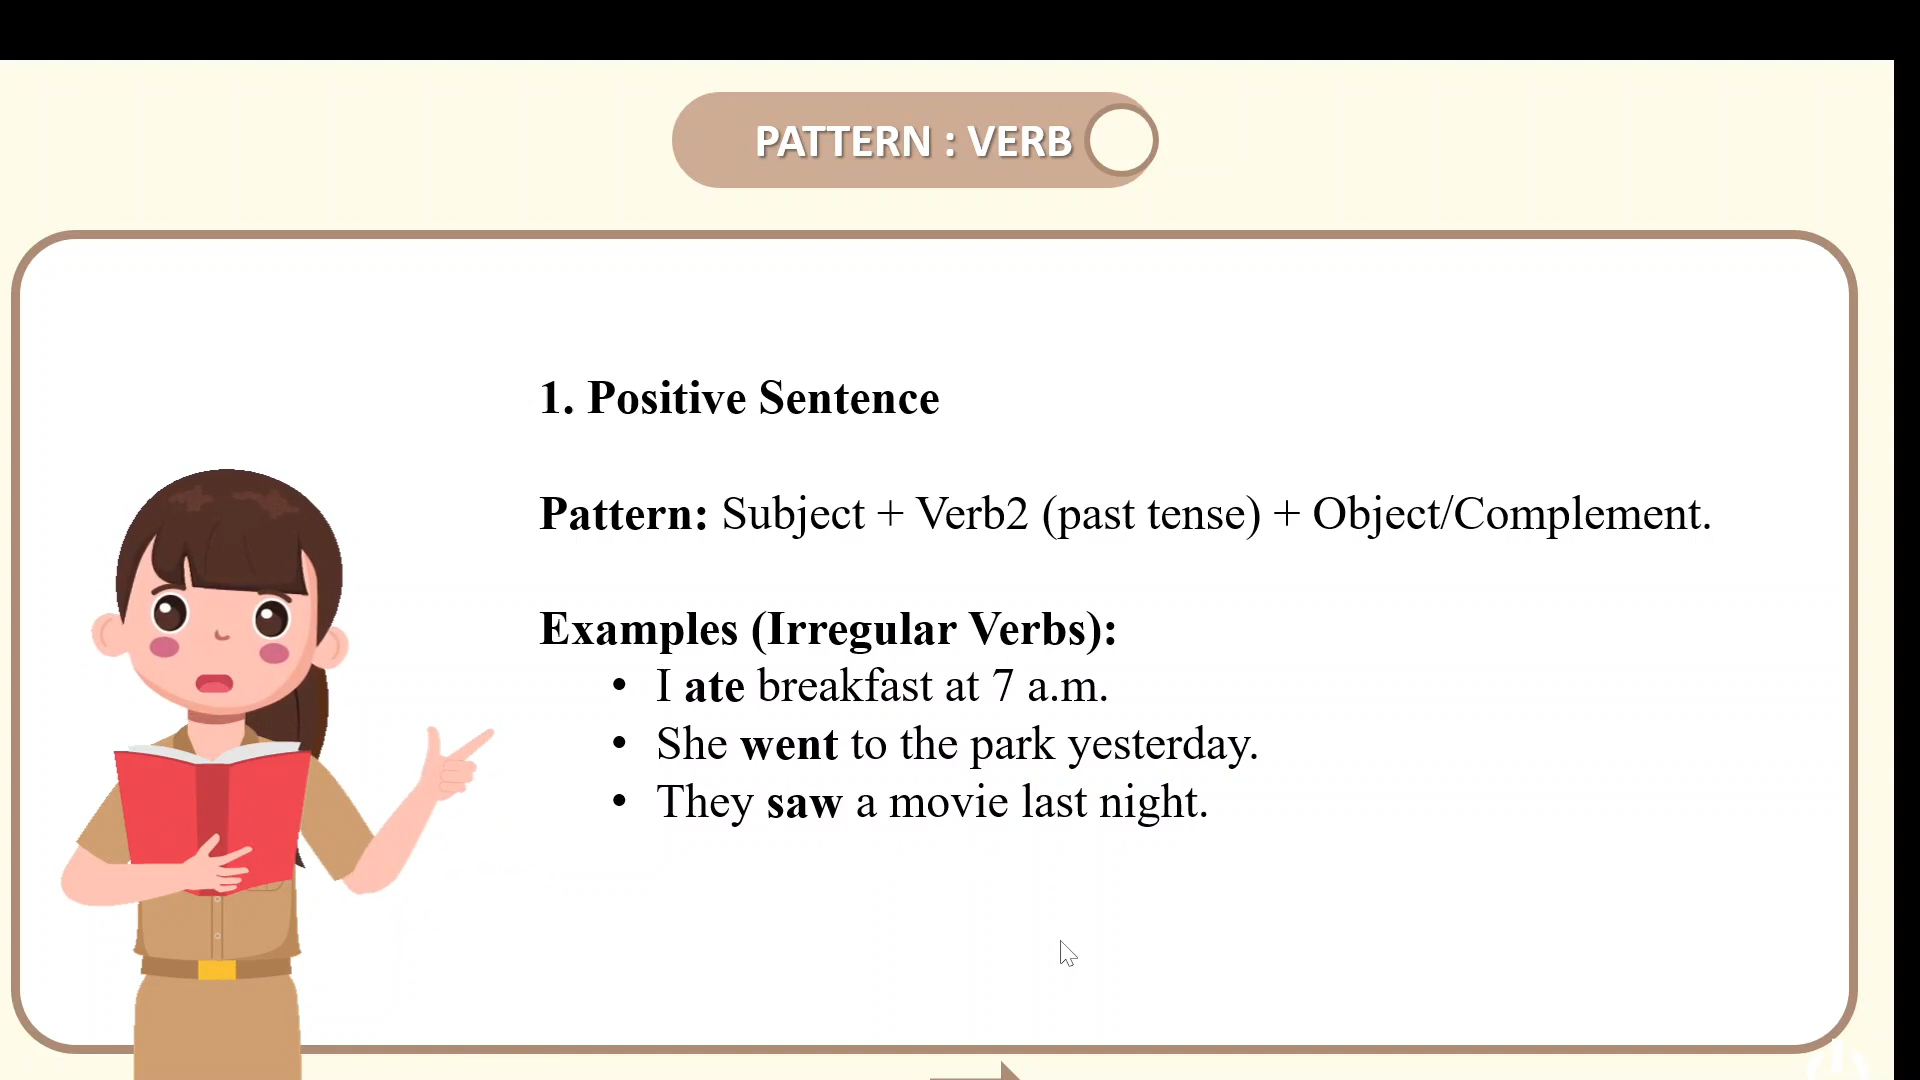 PATTERN : VERB
1. Positive Sentence
Pattern: Subject + Verb2 (past tense) + Object/Complement.
Examples (Irregular Verbs):
• I ate breakfast at 7 a.m.
• She went to the park yesterday.
• They saw a movie last night.